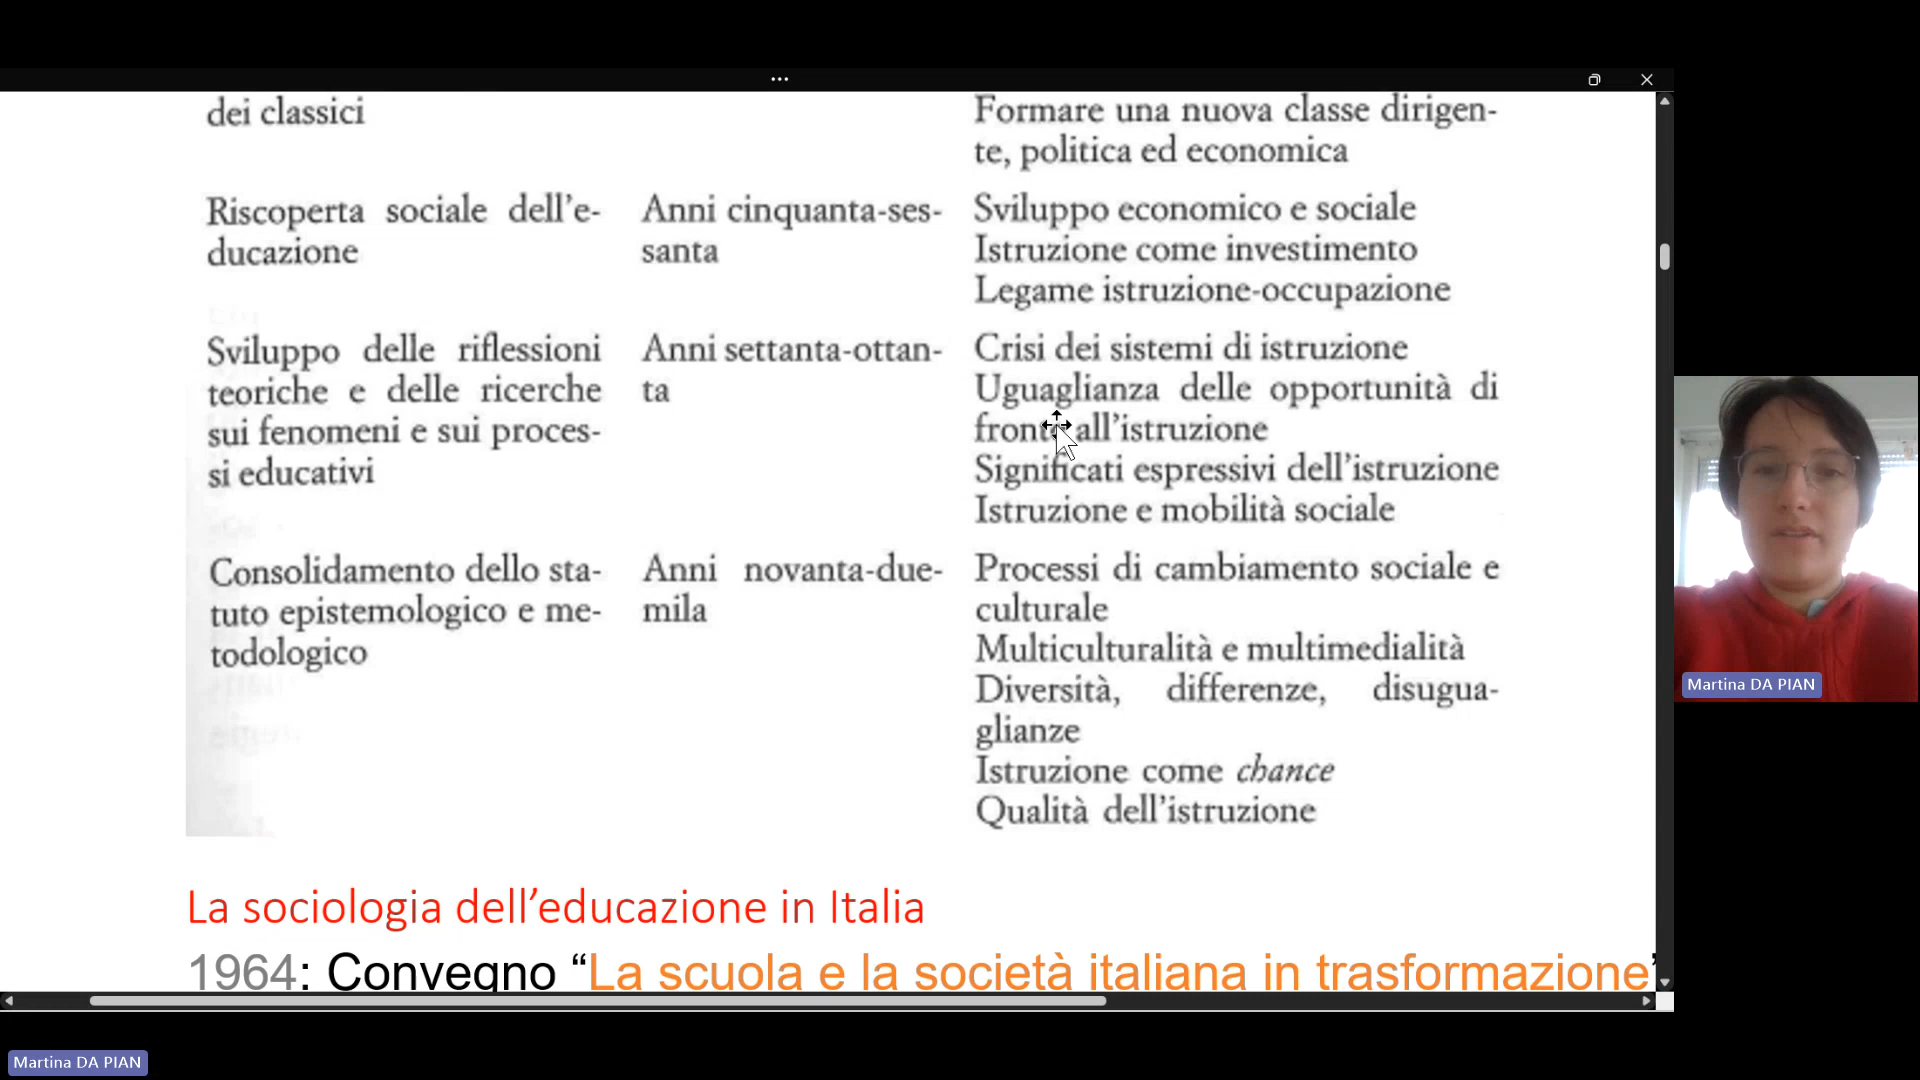 dei classici
Formare una nuova classe dirigen-
te, politica ed economica
Riscoperta sociale dell'e-
ducazione
Anni cinquanta-ses-
santa
Sviluppo economico e sociale
Istruzione come investimento
Legame istruzione-occupazione
Sviluppo delle riflessioni
teoriche e delle ricerche
sui fenomeni e sui proces-
si educativi
Anni settanta-ottan-
ta
Crisi dei sistemi di istruzione
Uguaglianza delle opportunità di
fronte all'istruzione
Significati espressivi dell'istruzione
Istruzione e mobilità sociale
Consolidamento dello sta-
tuto epistemologico e me-
todologico
Anni novanta-due-
mila
Processi di cambiamento sociale e
culturale
Multiculturalità e multimedialità
Diversità, differenze, disugua-
glianze
Istruzione come chance
Qualità dell'istruzione
La sociologia dell'educazione in Italia
1964: Convegno “La scuola e la società italiana in trasformazione”
Martina DA PIAN
Martina DA PIAN